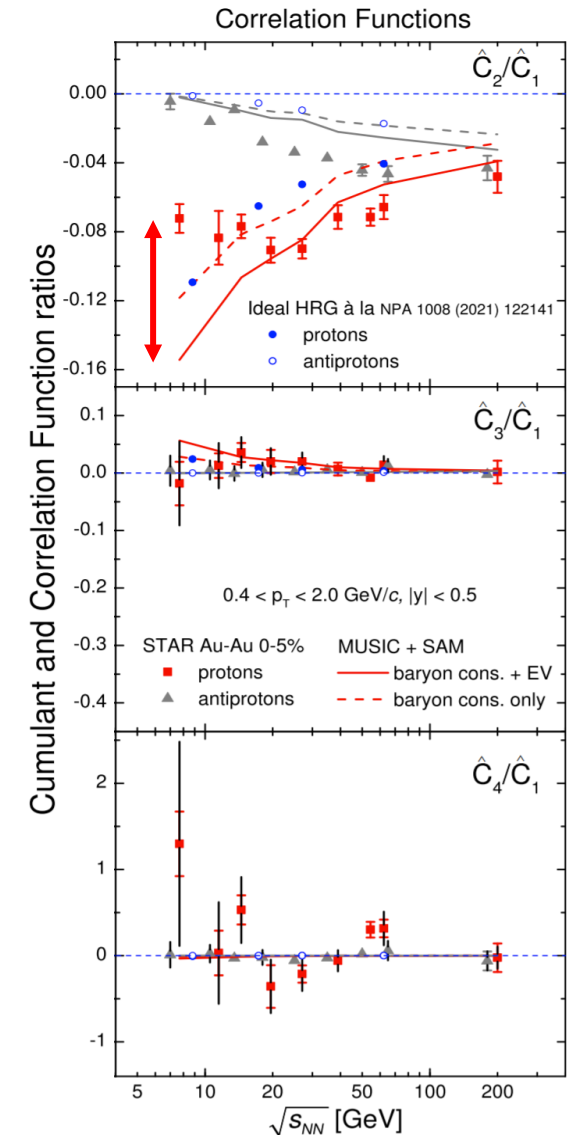 Correlation Functions
Cumulant and Correlation Function ratios
Ĉ₂/Ĉ₁
0.00
-0.04
-0.08
-0.12
-0.16
Ideal HRG à la NPA 1008 (2021) 122141
protons
antiprotons
Ĉ₃/Ĉ₁
0.1
0.0
-0.1
-0.2
-0.3
-0.4
0.4 < p_T < 2.0 GeV/c, |y| < 0.5
STAR Au-Au 0-5% MUSIC + SAM
protons baryon cons. + EV
antiprotons baryon cons. only
Ĉ₄/Ĉ₁
2
1
0
-1
5 10 20 50 100 200
√s_NN [GeV]